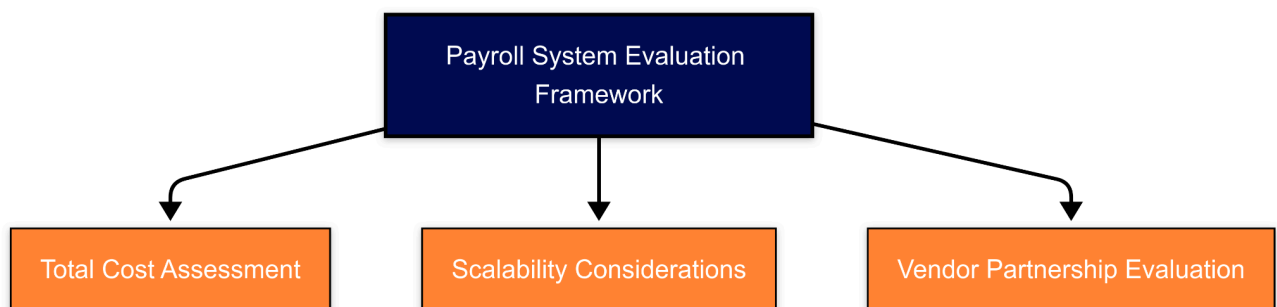 Payroll System Evaluation
Framework
Total Cost Assessment
Scalability Considerations
Vendor Partnership Evaluation